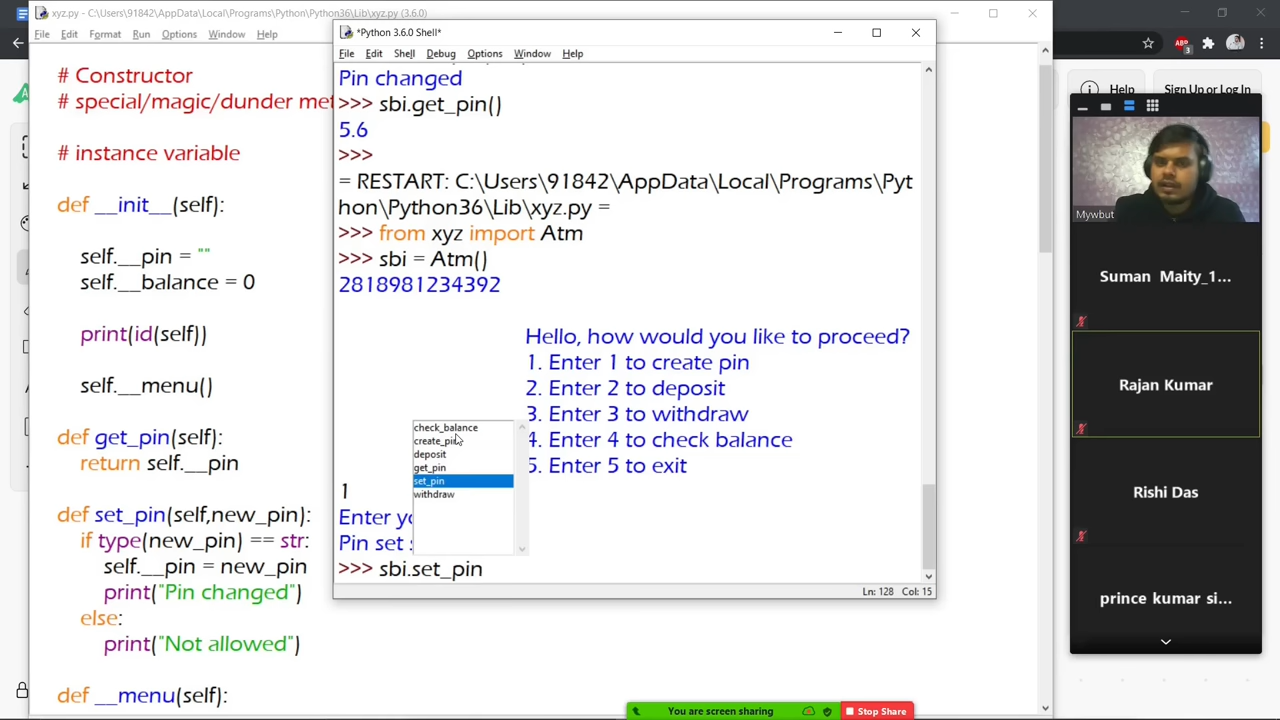 xyz.py - C:\Users\91842\AppData\Local\Programs\Python\Python36\Lib\xyz.py (3.6.0)
File Edit Format Run Options Window Help
# Constructor
# special/magic/dunder met
# instance variable
def __init__(self):
self.__pin = ""
self.__balance = 0
print(id(self))
self.__menu()
def get_pin(self):
return self.__pin
def set_pin(self,new_pin):
if type(new_pin) == str:
self.__pin = new_pin
print("Pin changed")
else:
print("Not allowed")
def __menu(self):
*Python 3.6.0 Shell*
File Edit Shell Debug Options Window Help
Pin changed
>>> sbi.get_pin()
5.6
>>>
= RESTART: C:\Users\91842\AppData\Local\Programs\Pyt
hon\Python36\Lib\xyz.py =
>>> from xyz import Atm
>>> sbi = Atm()
2818981234392
Hello, how would you like to proceed?
1. Enter 1 to create pin
2. Enter 2 to deposit
3. Enter 3 to withdraw
4. Enter 4 to check balance
5. Enter 5 to exit
1
Enter yo
Pin set s
>>> sbi.set_pin
check_balance
create_pin
deposit
get_pin
set_pin
withdraw
Ln: 128 Col: 15
Help Sign Up or Log In
3
Mywbut
Suman Maity_1...
Rajan Kumar
Rishi Das
prince kumar si...
You are screen sharing Stop Share